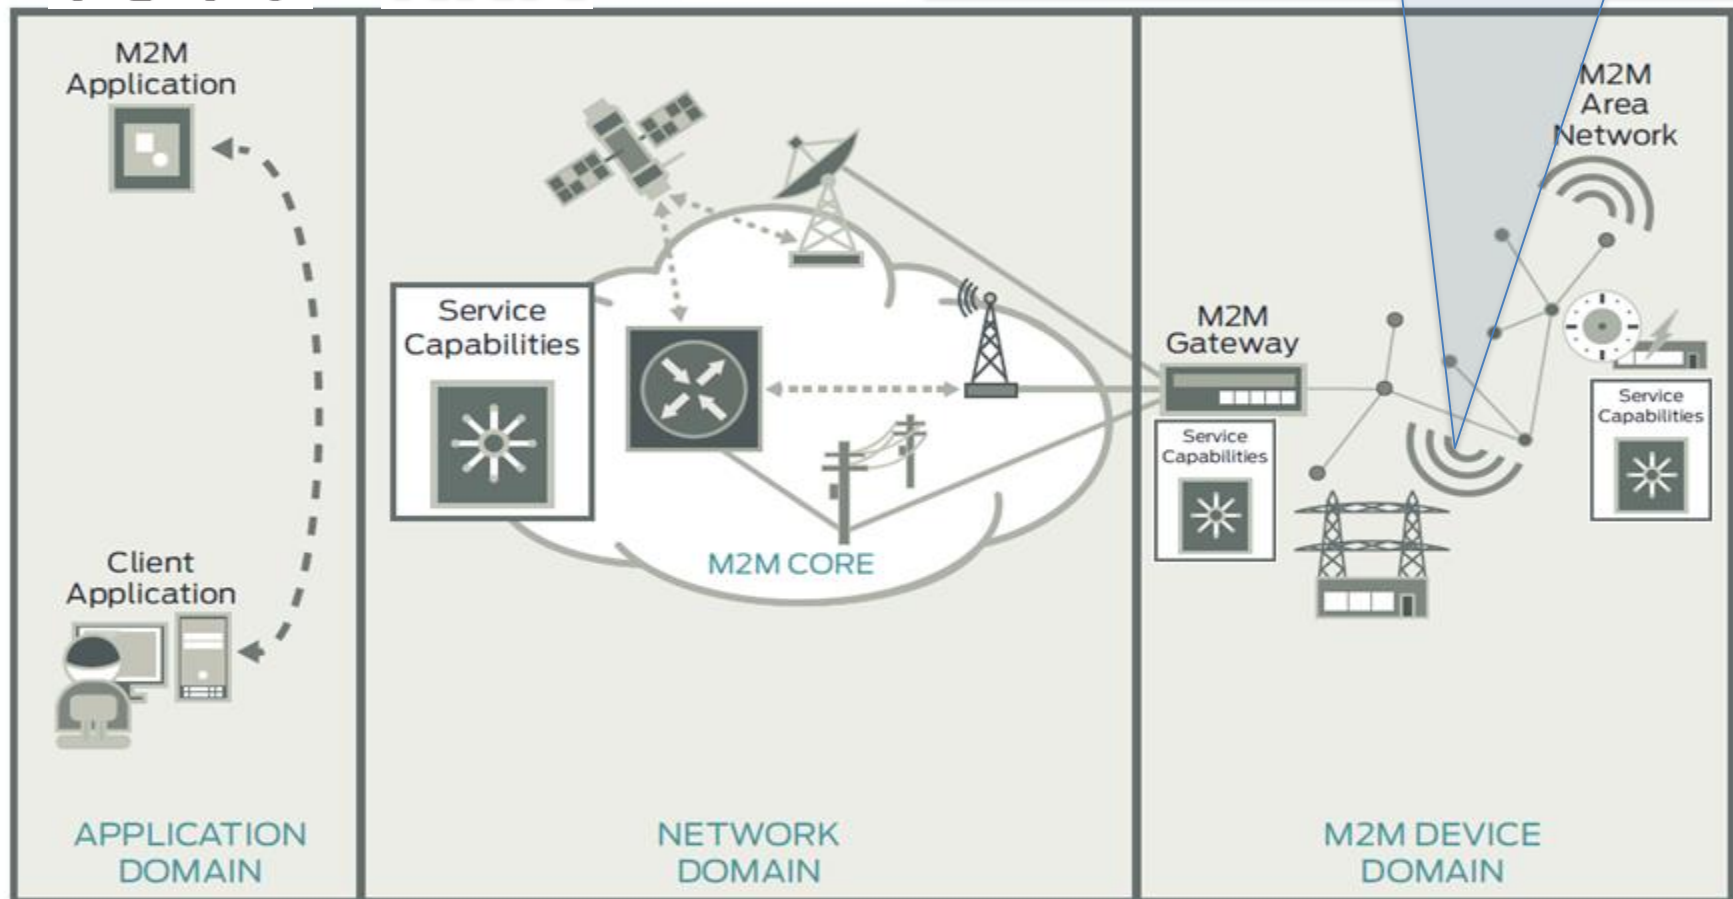 M2M
Application
Client
Application
APPLICATION
DOMAIN
Service
Capabilities
M2M CORE
NETWORK
DOMAIN
M2M
Gateway
Service
Capabilities
M2M
Area
Network
Service
Capabilities
M2M DEVICE
DOMAIN